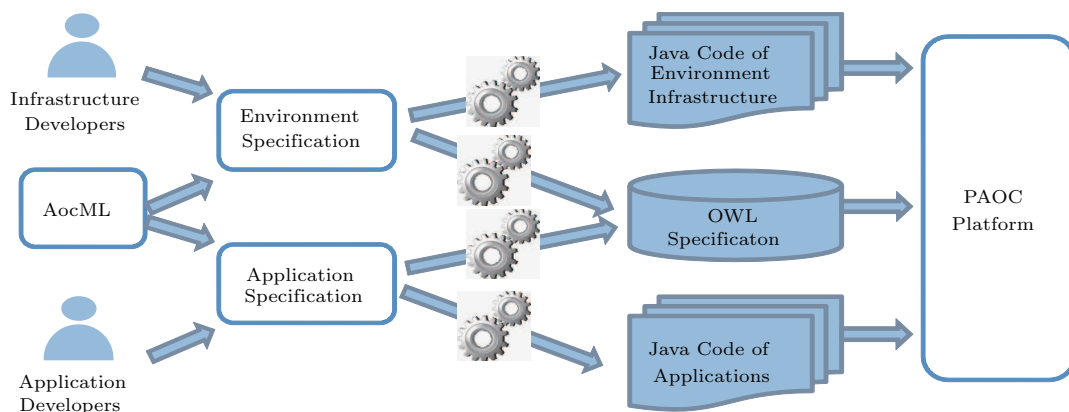 Infrastructure
Developers
AocML
Application
Developers
Environment
Specification
Application
Specification
Java Code of
Environment
Infrastructure
OWL
Specificaton
Java Code of
Applications
PAOC
Platform